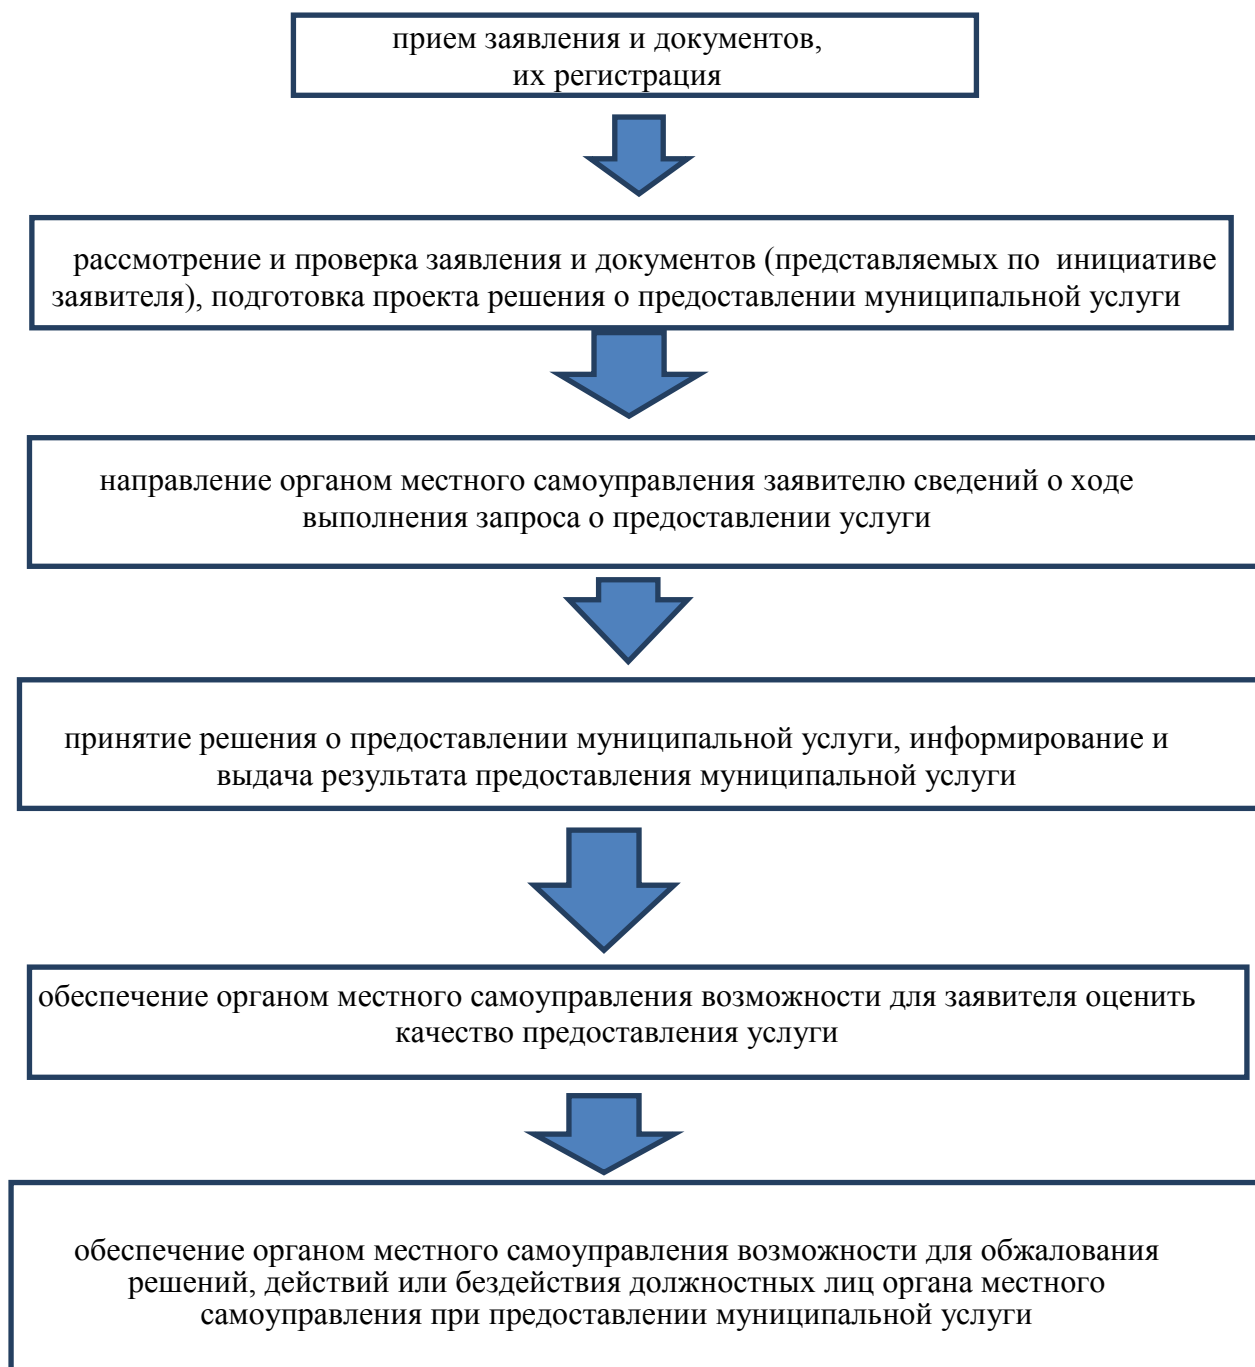 прием заявления и документов,
их регистрация
рассмотрение и проверка заявления и документов (представляемых по инициативе
заявителя), подготовка проекта решения о предоставлении муниципальной услуги
направление органом местного самоуправления заявителю сведений о ходе
выполнения запроса о предоставлении услуги
принятие решения о предоставлении муниципальной услуги, информирование и
выдача результата предоставления муниципальной услуги
обеспечение органом местного самоуправления возможности для заявителя оценить
качество предоставления услуги
обеспечение органом местного самоуправления возможности для обжалования
решений, действий или бездействия должностных лиц органа местного
самоуправления при предоставлении муниципальной услуги